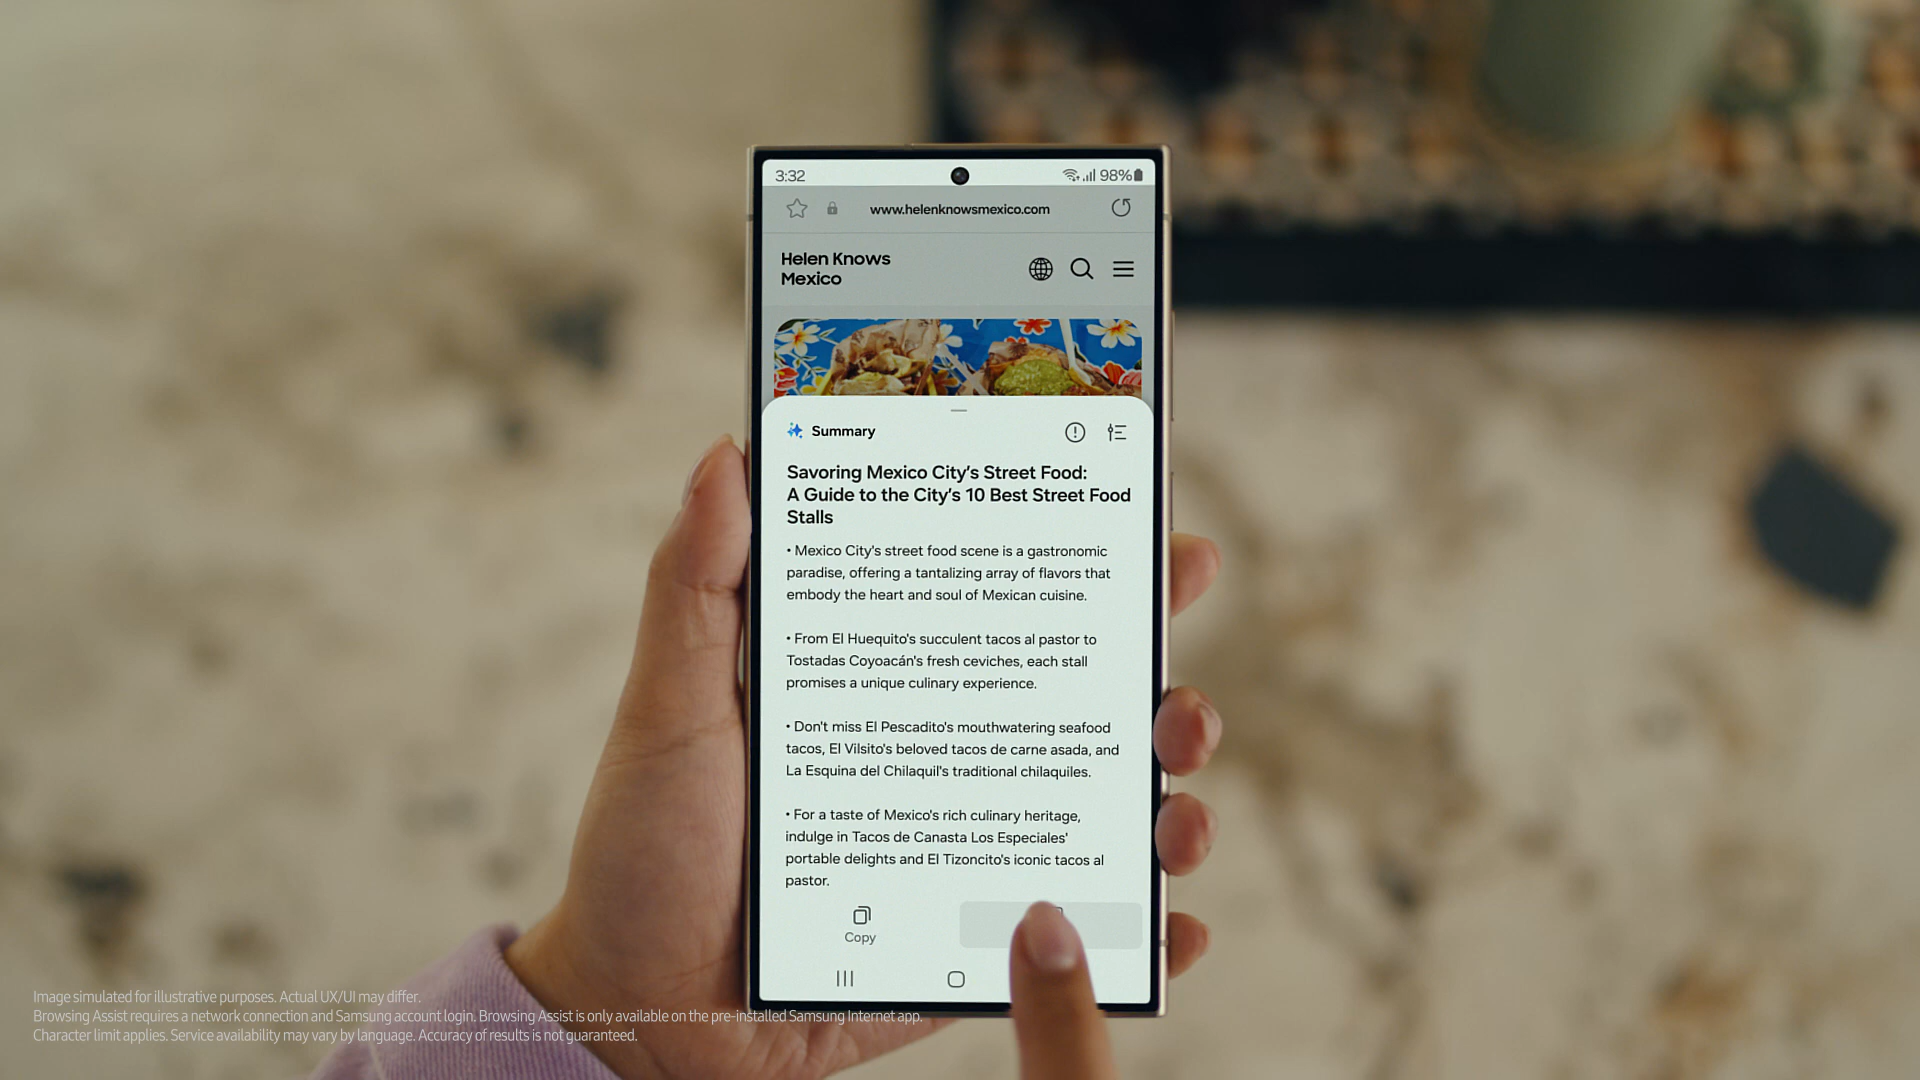 3:32
98%
www.helenknowsmexico.com
Helen Knows
Mexico
Summary
Savoring Mexico City's Street Food:
A Guide to the City's 10 Best Street Food
Stalls
• Mexico City's street food scene is a gastronomic
paradise, offering a tantalizing array of flavors that
embody the heart and soul of Mexican cuisine.
• From El Huequito's succulent tacos al pastor to
Tostadas Coyoacán's fresh ceviches, each stall
promises a unique culinary experience.
• Don't miss El Pescadito's mouthwatering seafood
tacos, El Vilsito's beloved tacos de carne asada, and
La Esquina del Chilaquil's traditional chilaquiles.
• For a taste of Mexico's rich culinary heritage,
indulge in Tacos de Canasta Los Especiales'
portable delights and El Tizoncito's iconic tacos al
pastor.
Copy
Image simulated for illustrative purposes. Actual UX/UI may differ.
Browsing Assist requires a network connection and Samsung account login. Browsing Assist is only available on the pre-installed Samsung Internet app.
Character limit applies. Service availability may vary by language. Accuracy of results is not guaranteed.